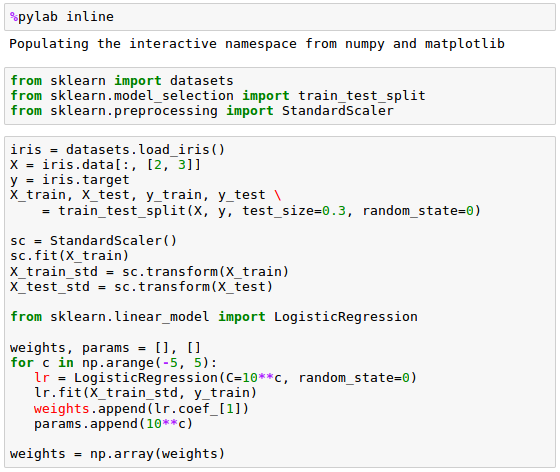 %pylab inline
Populating the interactive namespace from numpy and matplotlib
from sklearn import datasets
from sklearn.model_selection import train_test_split
from sklearn.preprocessing import StandardScaler
iris = datasets.load_iris()
X = iris.data[:, [2, 3]]
y = iris.target
X_train, X_test, y_train, y_test \
    = train_test_split(X, y, test_size=0.3, random_state=0)
sc = StandardScaler()
sc.fit(X_train)
X_train_std = sc.transform(X_train)
X_test_std = sc.transform(X_test)
from sklearn.linear_model import LogisticRegression
weights, params = [], []
for c in np.arange(-5, 5):
   lr = LogisticRegression(C=10**c, random_state=0)
   lr.fit(X_train_std, y_train)
   weights.append(lr.coef_[1])
   params.append(10**c)
weights = np.array(weights)